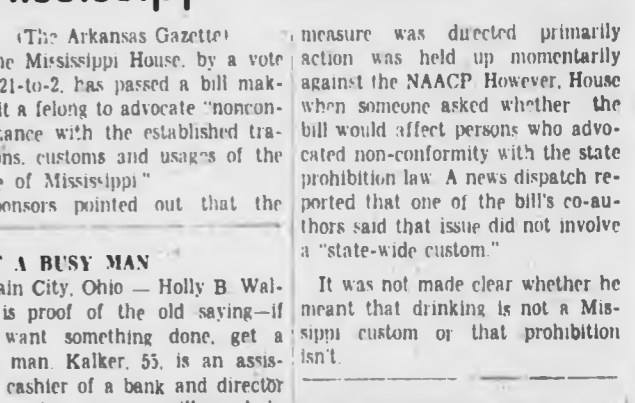 (The Arkansas Gazette)
Mississippi House, by a vote
21-to-2, has passed a bill mak-
it a felong to advocate "noncon-
ance with the established tra-
ons, customs and usages of the
of Mississippi"
onsors pointed out that the
measure was directed primarily
action was held up momentarily
against the NAACP. However, House
when someone asked whether the
bill would affect persons who advo-
cated non-conformity with the state
prohibition law. A news dispatch re-
ported that one of the bill's co-au-
thors said that issue did not involve
a "state-wide custom."
It was not made clear whether he
meant that drinking is not a Mis-
sippi custom or that prohibition
isn't.
A BUSY MAN
ain City, Ohio — Holly B. Wal-
is proof of the old saying—if
want something done, get a
man. Kalker, 55, is an assis-
cashier of a bank and director